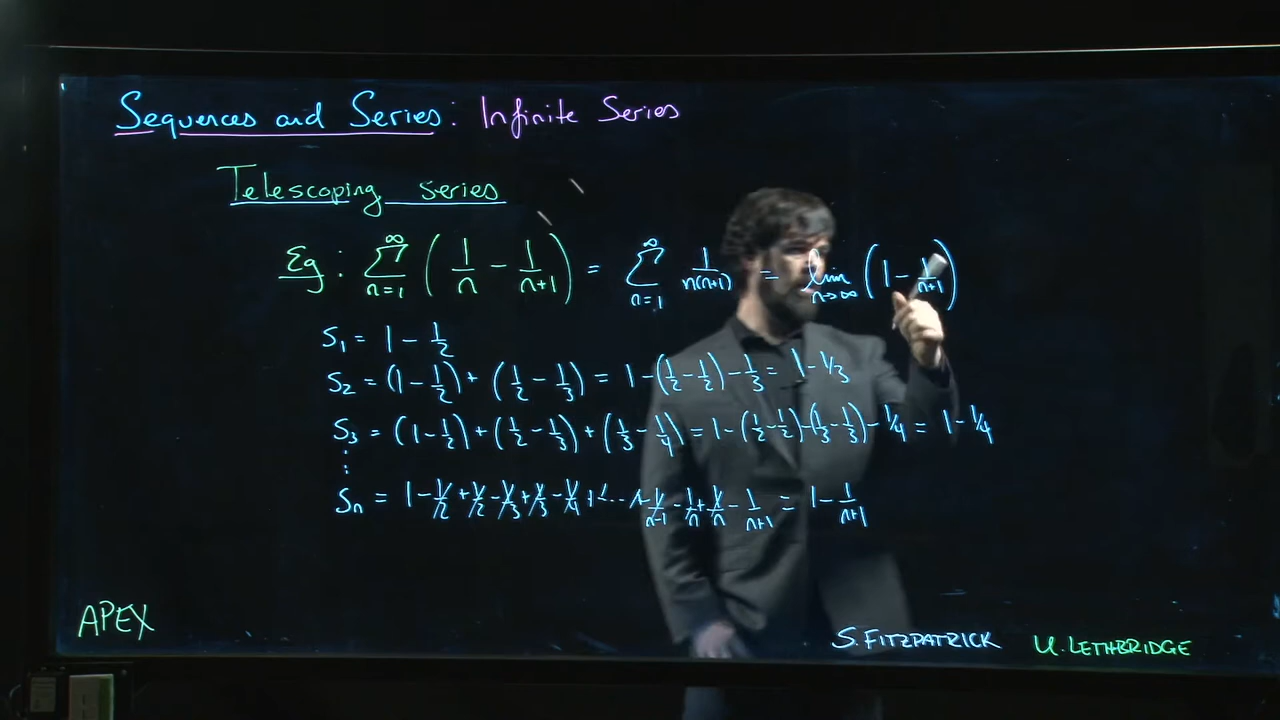 Sequences and Series: Infinite Series
Telescoping series
Eg: ∑_{n=1}^{∞} (1/n − 1/(n+1)) = ∑_{n=1}^{∞} 1/(n(n+1)) = lim_{n→∞} (1 − 1/(n+1))
S₁ = 1 − 1/2
S₂ = (1 − 1/2) + (1/2 − 1/3) = 1 − (1/2 − 1/2) − 1/3 = 1 − 1/3
S₃ = (1 − 1/2) + (1/2 − 1/3) + (1/3 − 1/4) = 1 − (1/2 − 1/2) − (1/3 − 1/3) − 1/4 = 1 − 1/4
⋮
Sₙ = 1 − 1/2 + 1/2 − 1/3 + 1/3 − 1/4 + ... − 1/n + 1/n − 1/(n+1) = 1 − 1/(n+1)
APEX
S. FITZPATRICK U. LETHBRIDGE